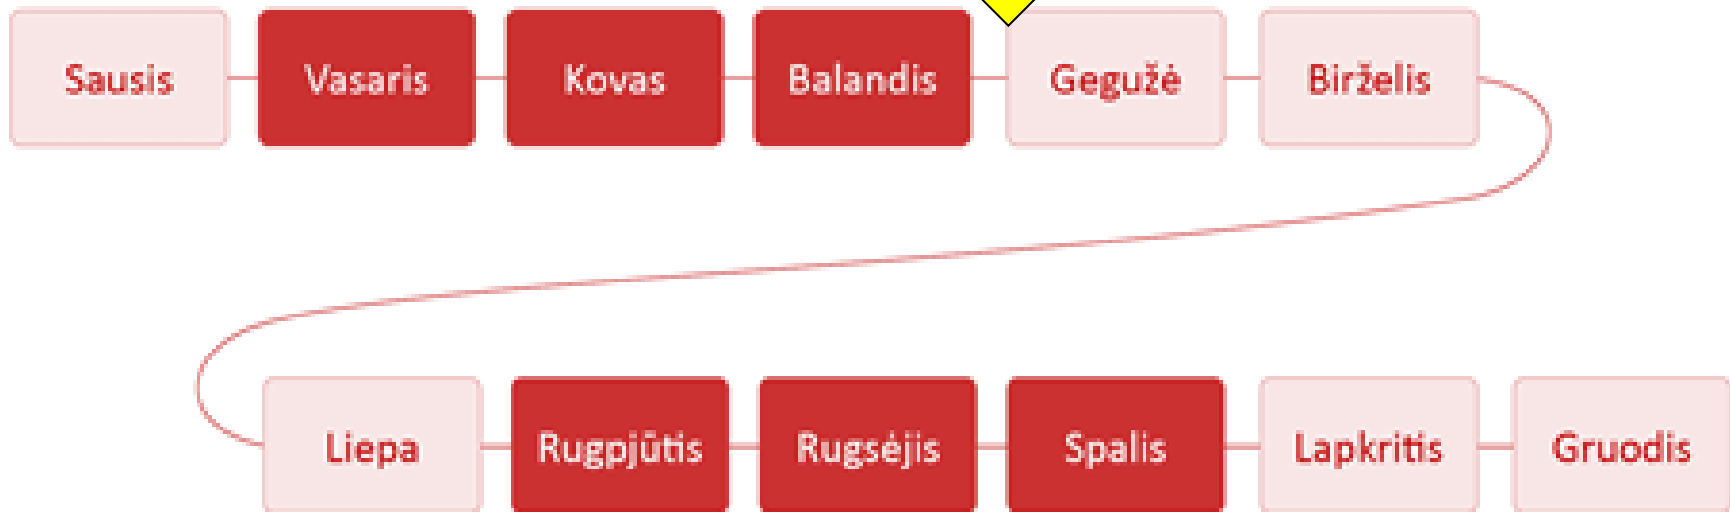 Sausis Vasaris Kovas Balandis Gegužė Birželis
Liepa Rugpjūtis Rugsėjis Spalis Lapkritis Gruodis